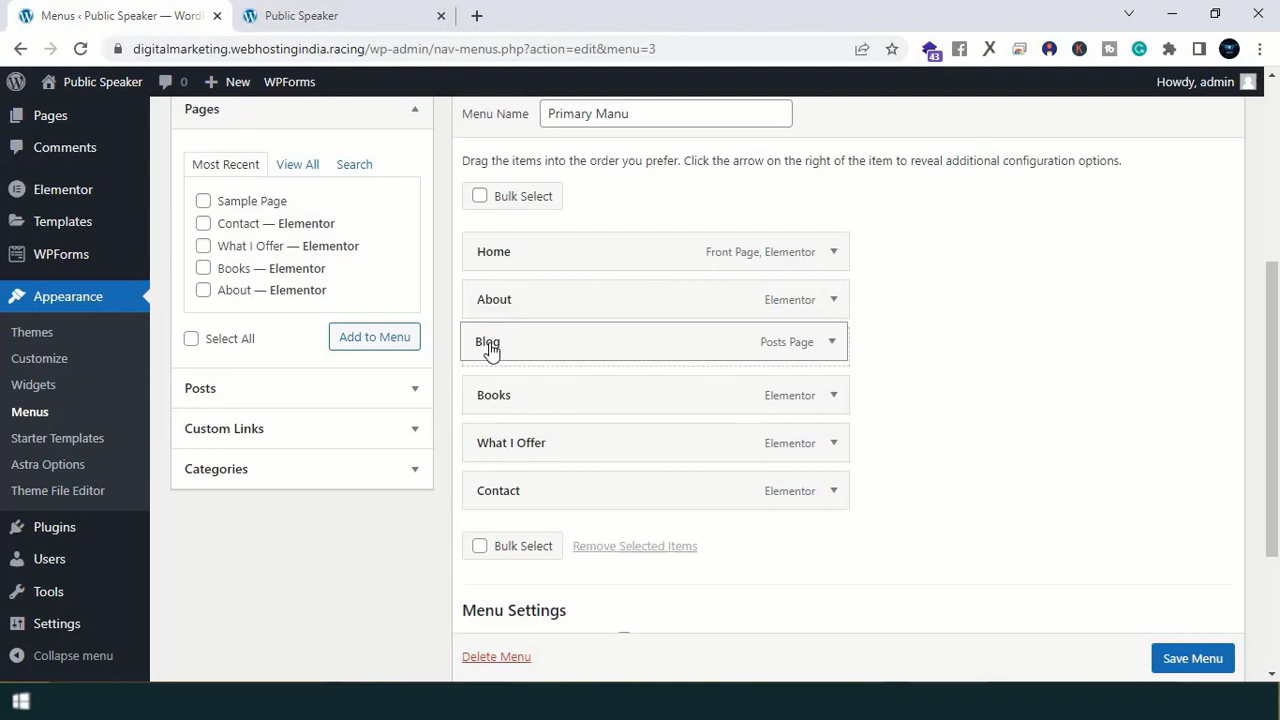 Menus ‹ Public Speaker — Word
Public Speaker
digitalmarketing.webhostingindia.racing/wp-admin/nav-menus.php?action=edit&menu=3
43
Public Speaker
0
New
WPForms
Howdy, admin
Pages
Comments
Elementor
Templates
WPForms
Appearance
Themes
Customize
Widgets
Menus
Starter Templates
Astra Options
Theme File Editor
Plugins
Users
Tools
Settings
Collapse menu
Pages
Most Recent
View All
Search
Sample Page
Contact — Elementor
What I Offer — Elementor
Books — Elementor
About — Elementor
Select All
Add to Menu
Posts
Custom Links
Categories
Menu Name
Primary Manu
Drag the items into the order you prefer. Click the arrow on the right of the item to reveal additional configuration options.
Bulk Select
Home Front Page, Elementor
About Elementor
Blog Posts Page
Books Elementor
What I Offer Elementor
Contact Elementor
Bulk Select
Remove Selected Items
Menu Settings
Delete Menu
Save Menu